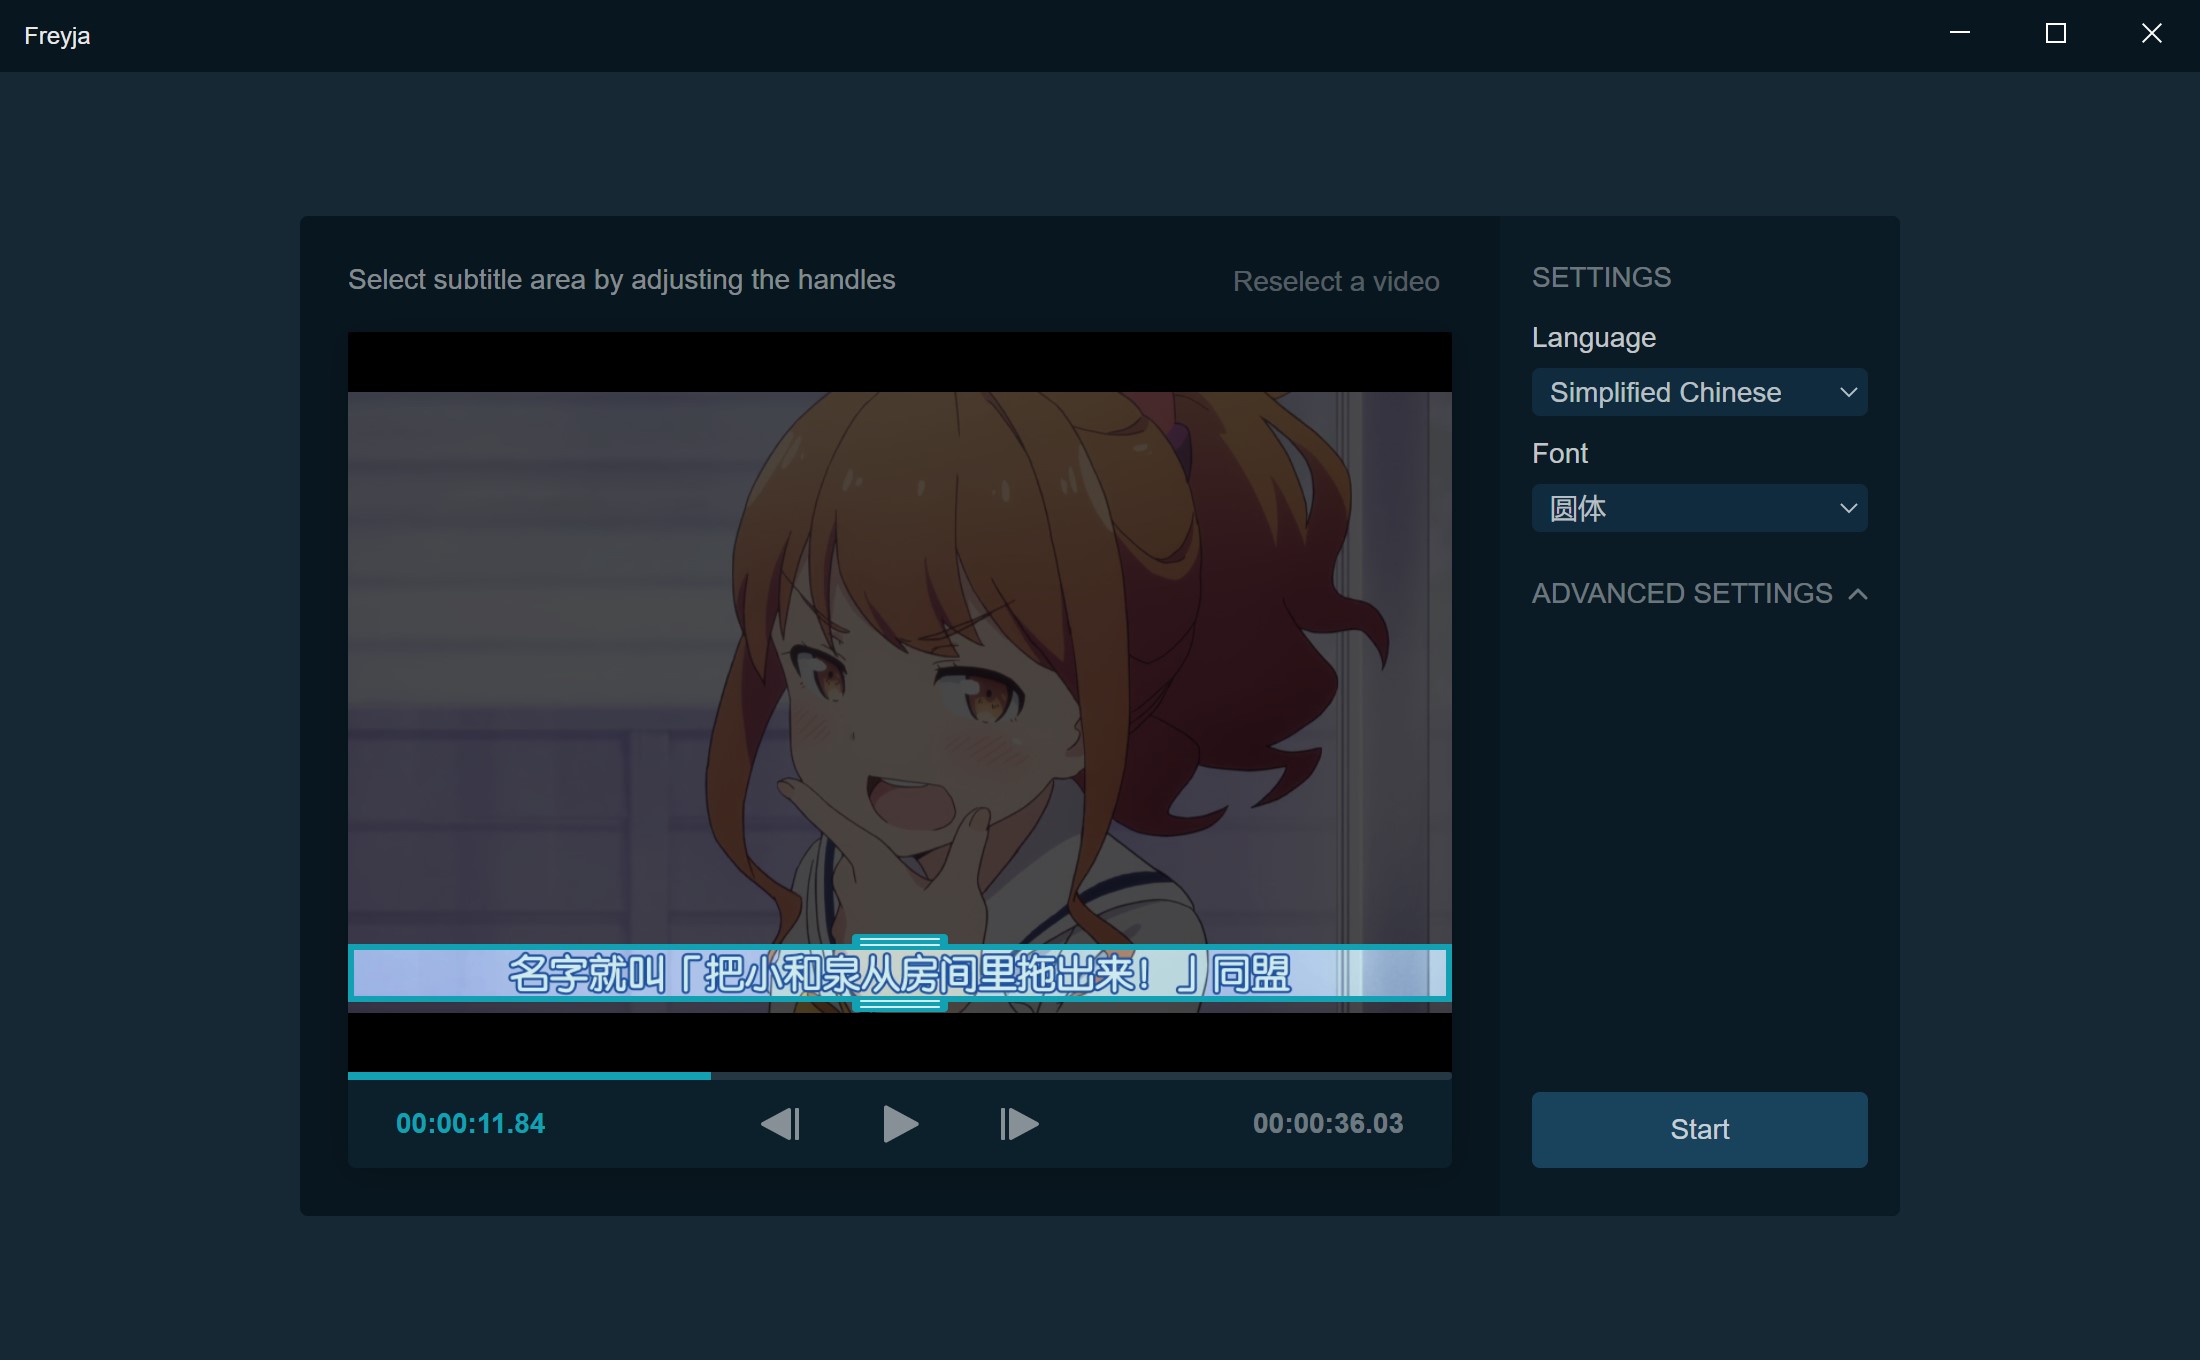 Freyja
Select subtitle area by adjusting the handles
Reselect a video
名字就叫「把小和泉从房间里拖出来！」同盟
00:00:11.84
00:00:36.03
SETTINGS
Language
Simplified Chinese
Font
圆体
ADVANCED SETTINGS
Start